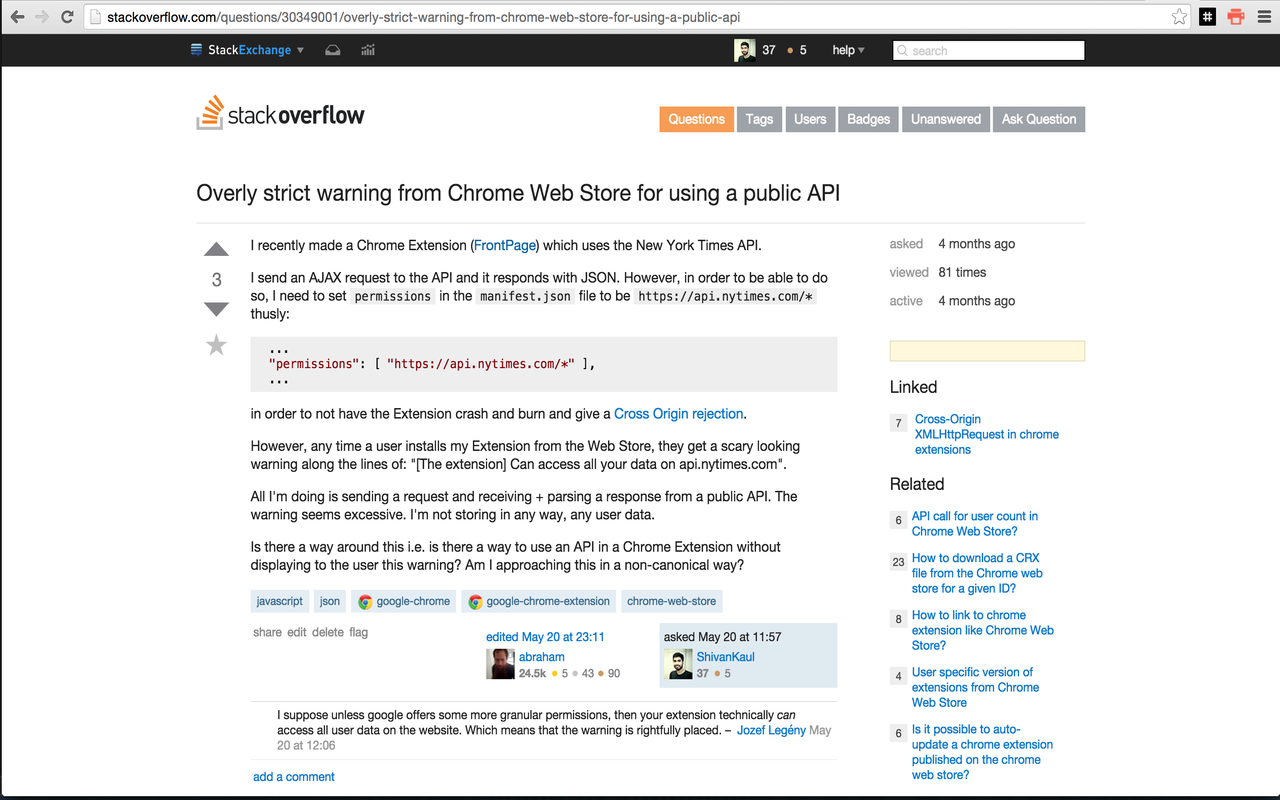 stackoverflow.com/questions/30349001/overly-strict-warning-from-chrome-web-store-for-using-a-public-api
StackExchange ▼
37 • 5
help ▼
search
stackoverflow
Questions
Tags
Users
Badges
Unanswered
Ask Question
Overly strict warning from Chrome Web Store for using a public API
3
I recently made a Chrome Extension (FrontPage) which uses the New York Times API.
I send an AJAX request to the API and it responds with JSON. However, in order to be able to do
so, I need to set permissions in the manifest.json file to be https://api.nytimes.com/*
thusly:
...
"permissions": [ "https://api.nytimes.com/*" ],
...
in order to not have the Extension crash and burn and give a Cross Origin rejection.
However, any time a user installs my Extension from the Web Store, they get a scary looking
warning along the lines of: "[The extension] Can access all your data on api.nytimes.com".
All I'm doing is sending a request and receiving + parsing a response from a public API. The
warning seems excessive. I'm not storing in any way, any user data.
Is there a way around this i.e. is there a way to use an API in a Chrome Extension without
displaying to the user this warning? Am I approaching this in a non-canonical way?
javascript
json
google-chrome
google-chrome-extension
chrome-web-store
share edit delete flag
edited May 20 at 23:11
abraham
24.5k • 5 • 43 • 90
asked May 20 at 11:57
ShivanKaul
37 • 5
I suppose unless google offers some more granular permissions, then your extension technically can
access all user data on the website. Which means that the warning is rightfully placed. – Jozef Legény May
20 at 12:06
add a comment
asked 4 months ago
viewed 81 times
active 4 months ago
Linked
7 Cross-Origin
XMLHttpRequest in chrome
extensions
Related
6 API call for user count in
Chrome Web Store?
23 How to download a CRX
file from the Chrome web
store for a given ID?
8 How to link to chrome
extension like Chrome Web
Store?
4 User specific version of
extensions from Chrome
Web Store
6 Is it possible to auto-
update a chrome extension
published on the chrome
web store?